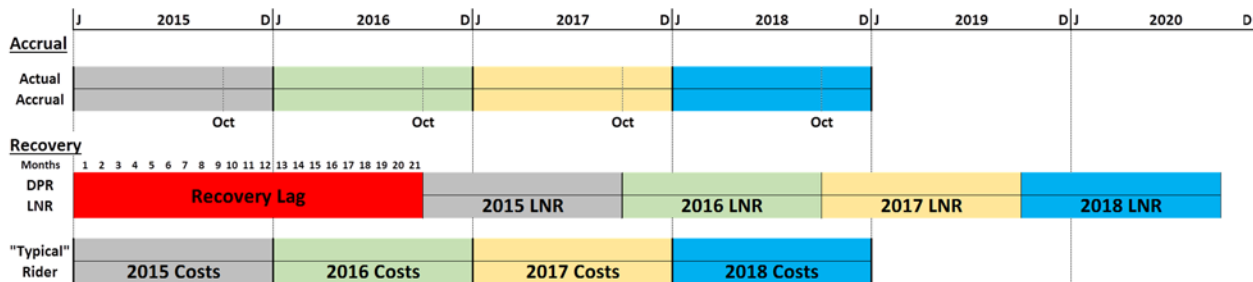 J 2015 D J 2016 D J 2017 D J 2018 D J 2019 D J 2020 D
Accrual
Actual
Accrual
Oct Oct Oct Oct
Recovery
Months 1 2 3 4 5 6 7 8 9 10 11 12 13 14 15 16 17 18 19 20 21
DPR
LNR
Recovery Lag
2015 LNR 2016 LNR 2017 LNR 2018 LNR
"Typical"
Rider 2015 Costs 2016 Costs 2017 Costs 2018 Costs